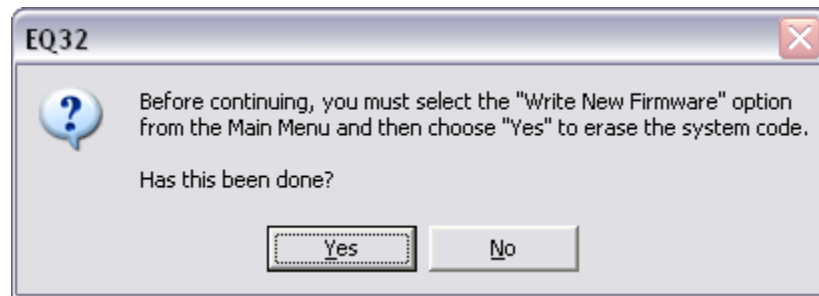 EQ32
Before continuing, you must select the "Write New Firmware" option
from the Main Menu and then choose "Yes" to erase the system code.
Has this been done?
Yes
No